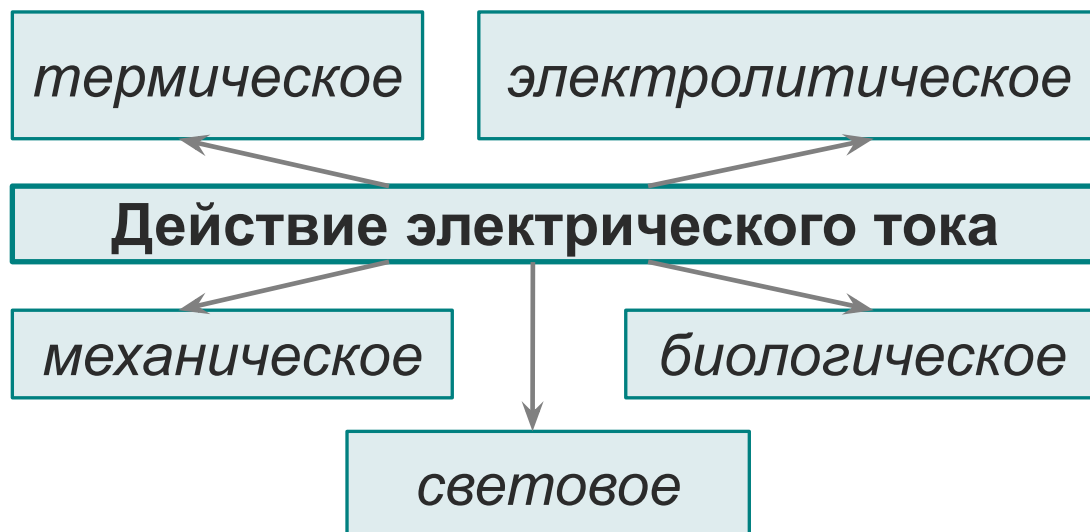 термическое
электролитическое
Действие электрического тока
механическое
биологическое
световое